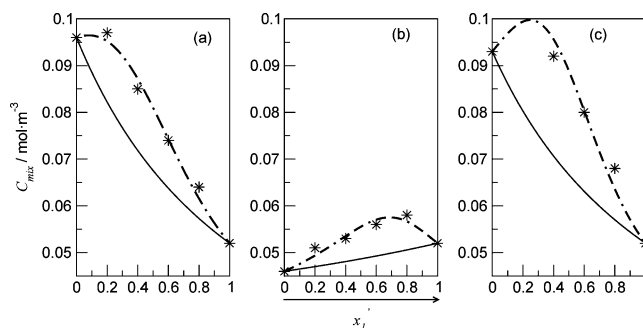 0.1 0.1 0.1
(a) (b) (c)
0.09 0.09 0.09
0.08 0.08 0.08
0.07 0.07 0.07
0.06 0.06 0.06
0.05 0.05 0.05
C_mix / mol·m⁻³
0 0.2 0.4 0.6 0.8 1 0 0.2 0.4 0.6 0.8 1 0 0.2 0.4 0.6 0.8 1
x₁'